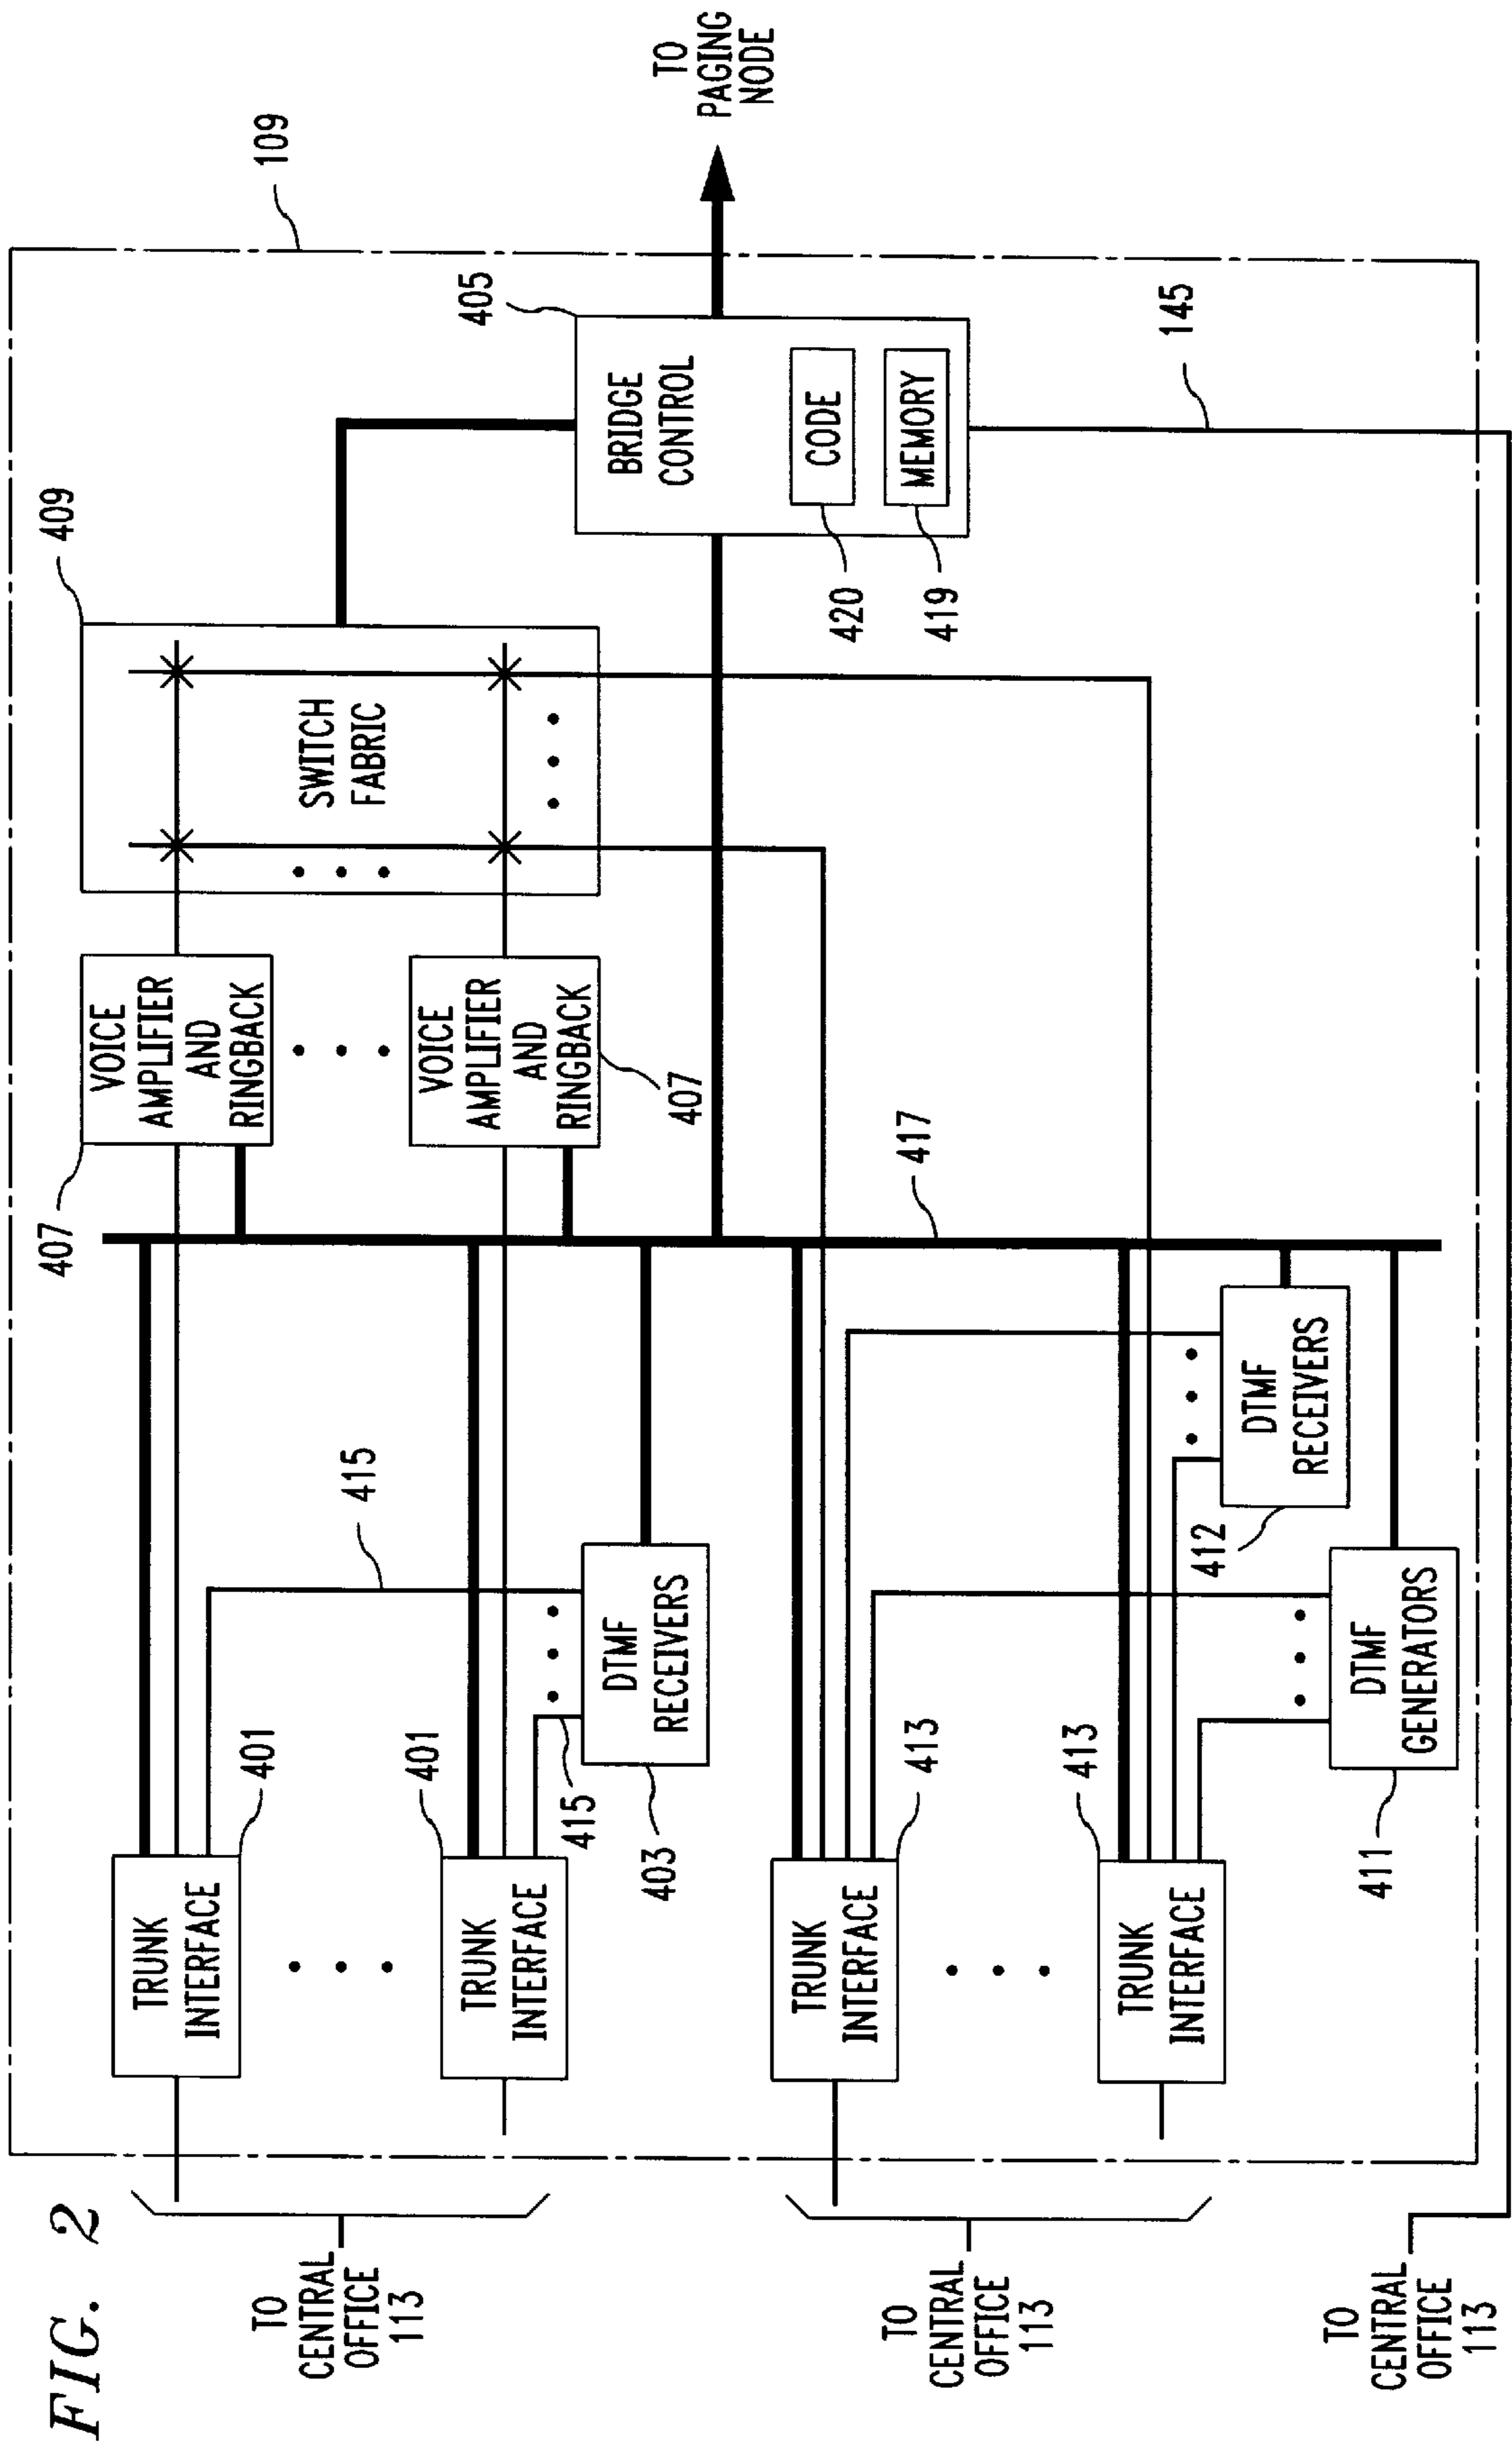 FIG. 2
109
409
407
VOICE
AMPLIFIER
AND
RINGBACK
SWITCH
FABRIC
405
BRIDGE
CONTROL
CODE
MEMORY
420
419
TO
PAGING
NODE
VOICE
AMPLIFIER
AND
RINGBACK
407
TRUNK
INTERFACE
401
415
TRUNK
INTERFACE
401
415
DTMF
RECEIVERS
403
417
145
TO
CENTRAL
OFFICE
113
TRUNK
INTERFACE
413
TRUNK
INTERFACE
413
DTMF
RECEIVERS
412
DTMF
GENERATORS
411
TO
CENTRAL
OFFICE
113
TO
CENTRAL
OFFICE
113